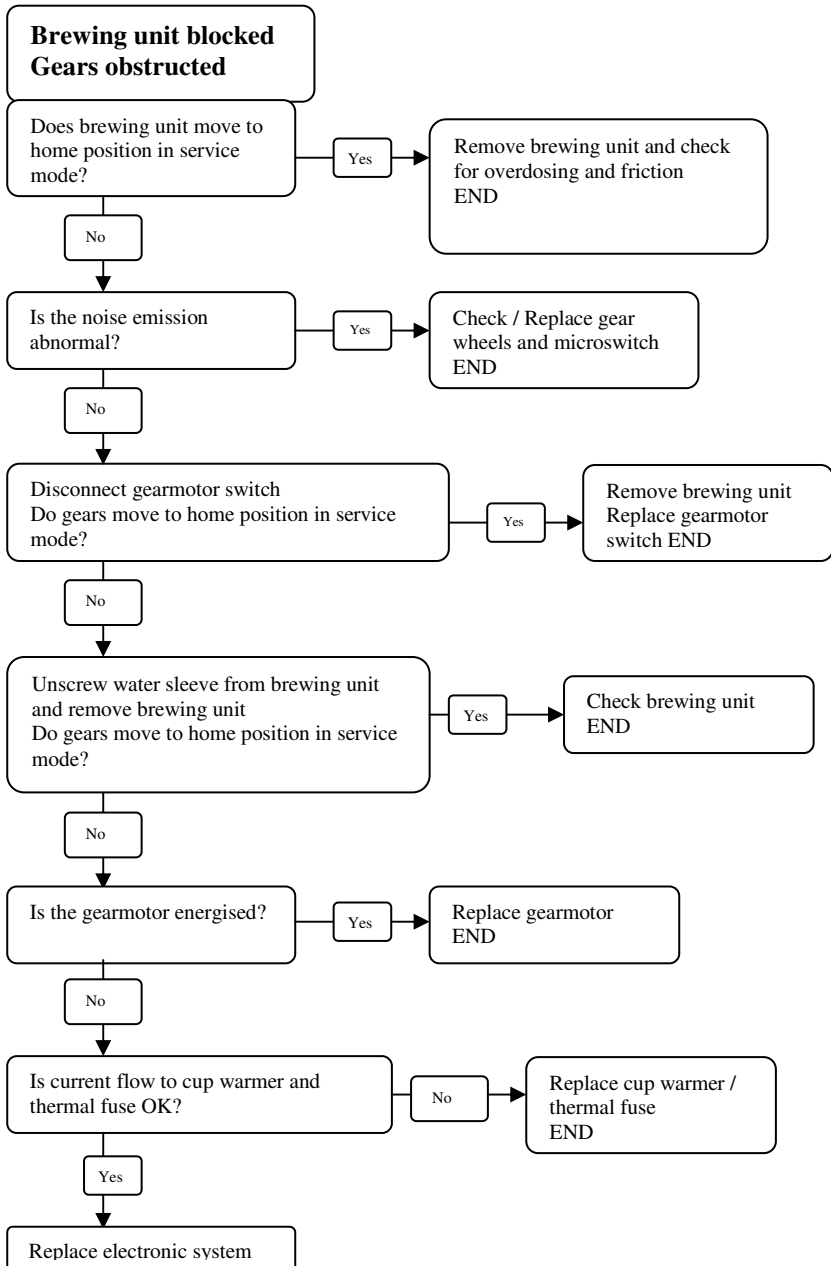 Brewing unit blocked
Gears obstructed
Does brewing unit move to
home position in service
mode?
Yes
Remove brewing unit and check
for overdosing and friction
END
No
Is the noise emission
abnormal?
Yes
Check / Replace gear
wheels and microswitch
END
No
Disconnect gearmotor switch
Do gears move to home position in service
mode?
Yes
Remove brewing unit
Replace gearmotor
switch END
No
Unscrew water sleeve from brewing unit
and remove brewing unit
Do gears move to home position in service
mode?
Yes
Check brewing unit
END
No
Is the gearmotor energised?
Yes
Replace gearmotor
END
No
Is current flow to cup warmer and
thermal fuse OK?
No
Replace cup warmer /
thermal fuse
END
Yes
Replace electronic system